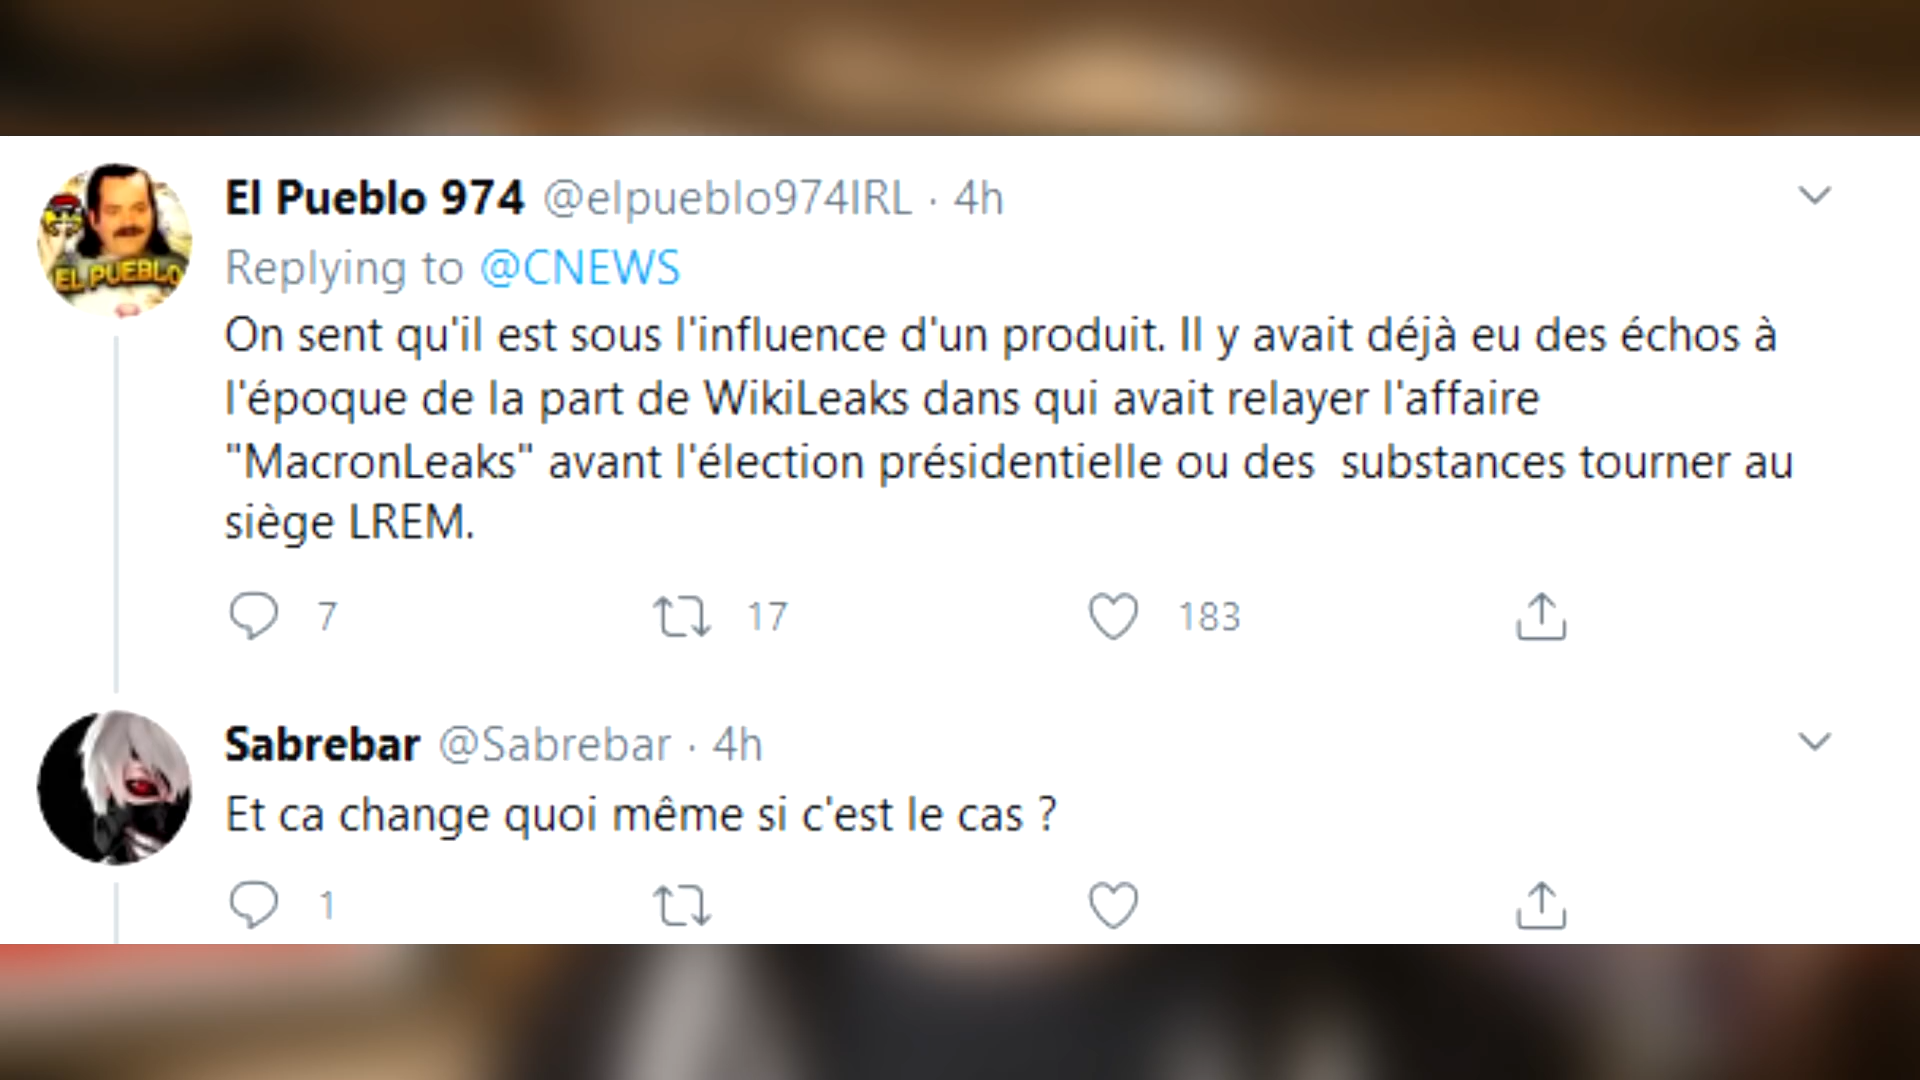 El Pueblo 974 @elpueblo974IRL · 4h
Replying to @CNEWS
On sent qu'il est sous l'influence d'un produit. Il y avait déjà eu des échos à
l'époque de la part de WikiLeaks dans qui avait relayer l'affaire
"MacronLeaks" avant l'élection présidentielle ou des  substances tourner au
siège LREM.
7 17 183
EL PUEBLO
Sabrebar @Sabrebar · 4h
Et ca change quoi même si c'est le cas ?
1